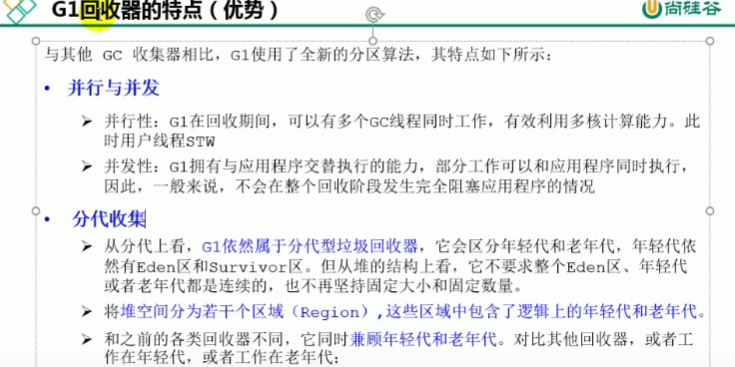 G1回收器的特点（优势）
尚硅谷
与其他 GC 收集器相比，G1使用了全新的分区算法，其特点如下所示：
• 并行与并发
➢ 并行性：G1在回收期间，可以有多个GC线程同时工作，有效利用多核计算能力。此
时用户线程STW
➢ 并发性：G1拥有与应用程序交替执行的能力，部分工作可以和应用程序同时执行，
因此，一般来说，不会在整个回收阶段发生完全阻塞应用程序的情况
• 分代收集
➢ 从分代上看，G1依然属于分代型垃圾回收器，它会区分年轻代和老年代，年轻代依
然有Eden区和Survivor区。但从堆的结构上看，它不要求整个Eden区、年轻代
或者老年代都是连续的，也不再坚持固定大小和固定数量。
➢ 将堆空间分为若干个区域（Region），这些区域中包含了逻辑上的年轻代和老年代。
➢ 和之前的各类回收器不同，它同时兼顾年轻代和老年代。对比其他回收器，或者工
作在年轻代，或者工作在老年代；